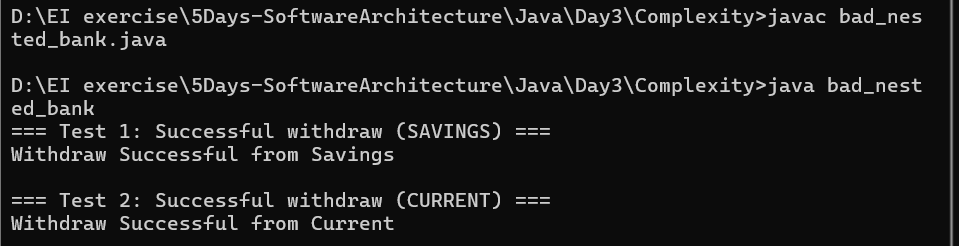 D:\EI exercise\5Days-SoftwareArchitecture\Java\Day3\Complexity>javac bad_nes
ted_bank.java
D:\EI exercise\5Days-SoftwareArchitecture\Java\Day3\Complexity>java bad_nest
ed_bank
=== Test 1: Successful withdraw (SAVINGS) ===
Withdraw Successful from Savings
=== Test 2: Successful withdraw (CURRENT) ===
Withdraw Successful from Current